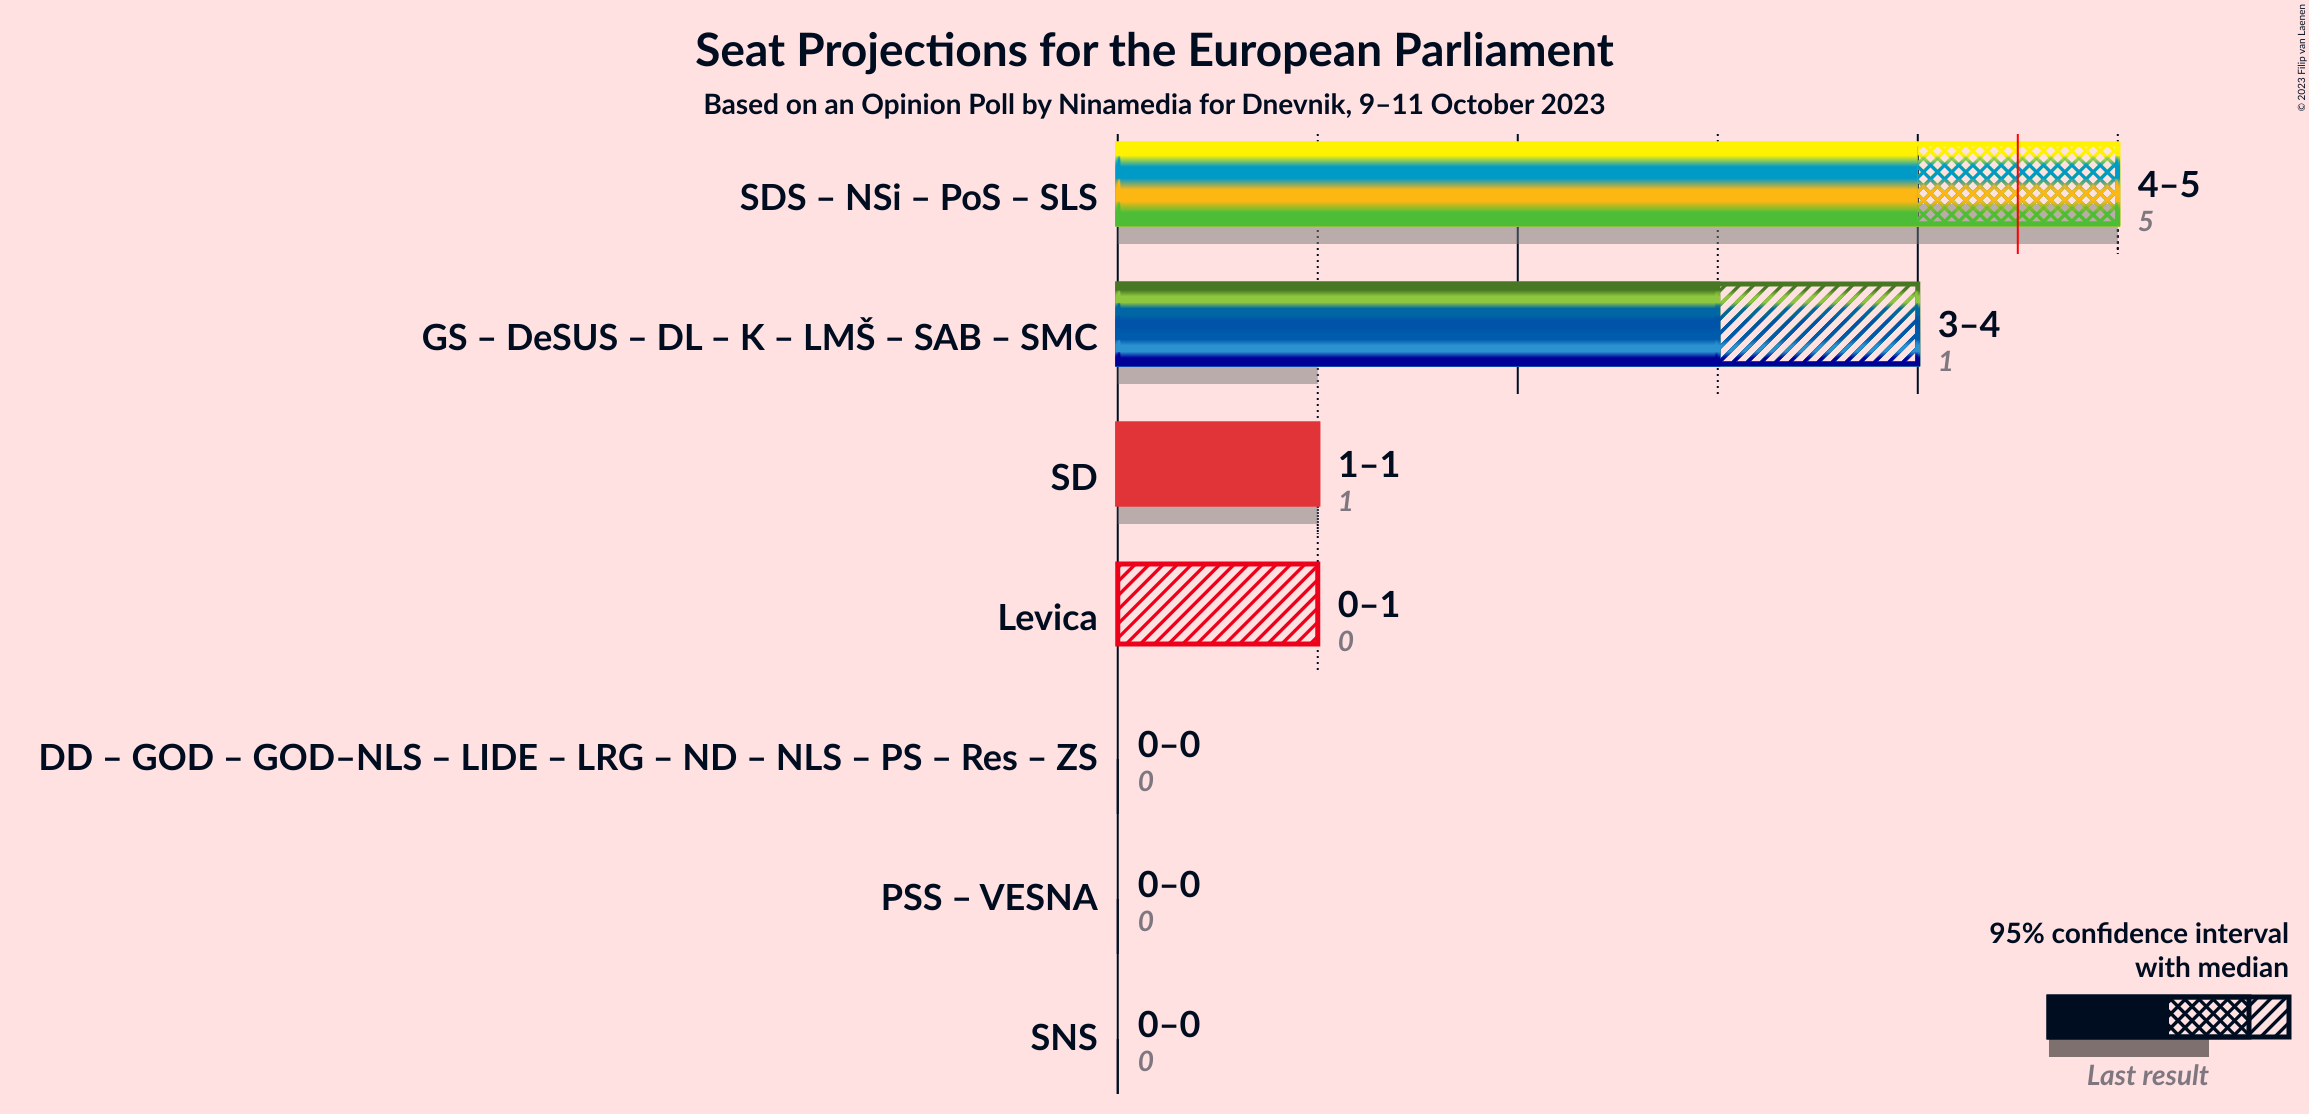 Seat Projections for the European Parliament
Based on an Opinion Poll by Ninamedia for Dnevnik, 9–11 October 2023
© 2023 Filip van Laenen
SDS – NSi – PoS – SLS
4–5
5
GS – DeSUS – DL – K – LMŠ – SAB – SMC
3–4
1
SD
1–1
1
Levica
0–1
0
DD – GOD – GOD–NLS – LIDE – LRG – ND – NLS – PS – Res – ZS
0–0
0
PSS – VESNA
0–0
0
SNS
0–0
0
95% confidence interval
with median
Last result